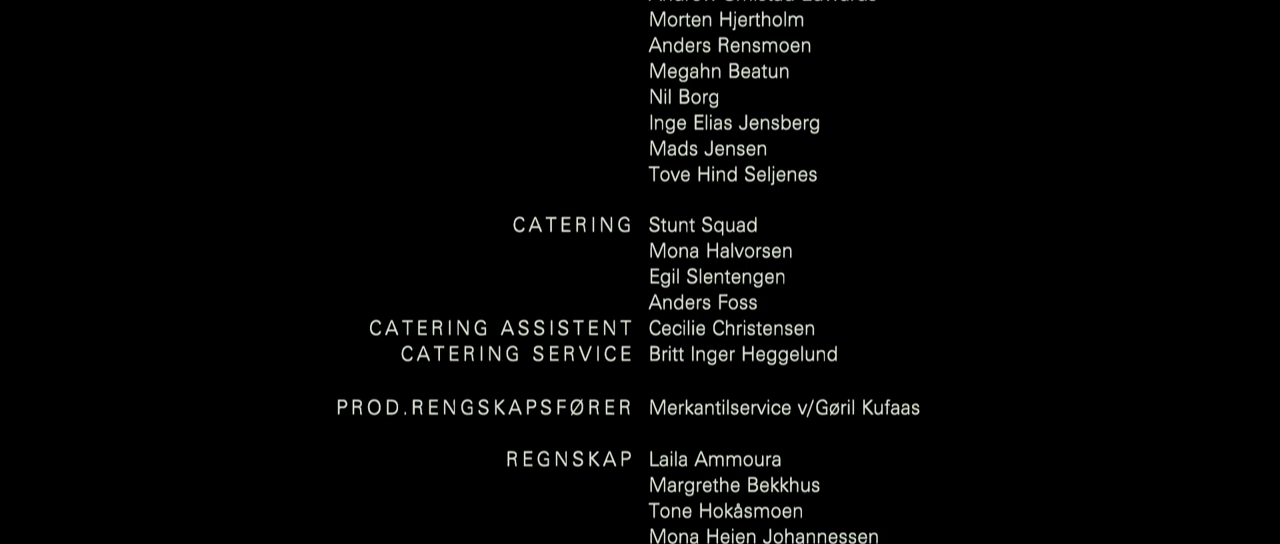 Morten Hjertholm
Anders Rensmoen
Megahn Beatun
Nil Borg
Inge Elias Jensberg
Mads Jensen
Tove Hind Seljenes
CATERING Stunt Squad
Mona Halvorsen
Egil Slentengen
Anders Foss
CATERING ASSISTENT Cecilie Christensen
CATERING SERVICE Britt Inger Heggelund
PROD.RENGSKAPSFØRER Merkantilservice v/Gøril Kufaas
REGNSKAP Laila Ammoura
Margrethe Bekkhus
Tone Hokåsmoen
Mona Heien Johannessen